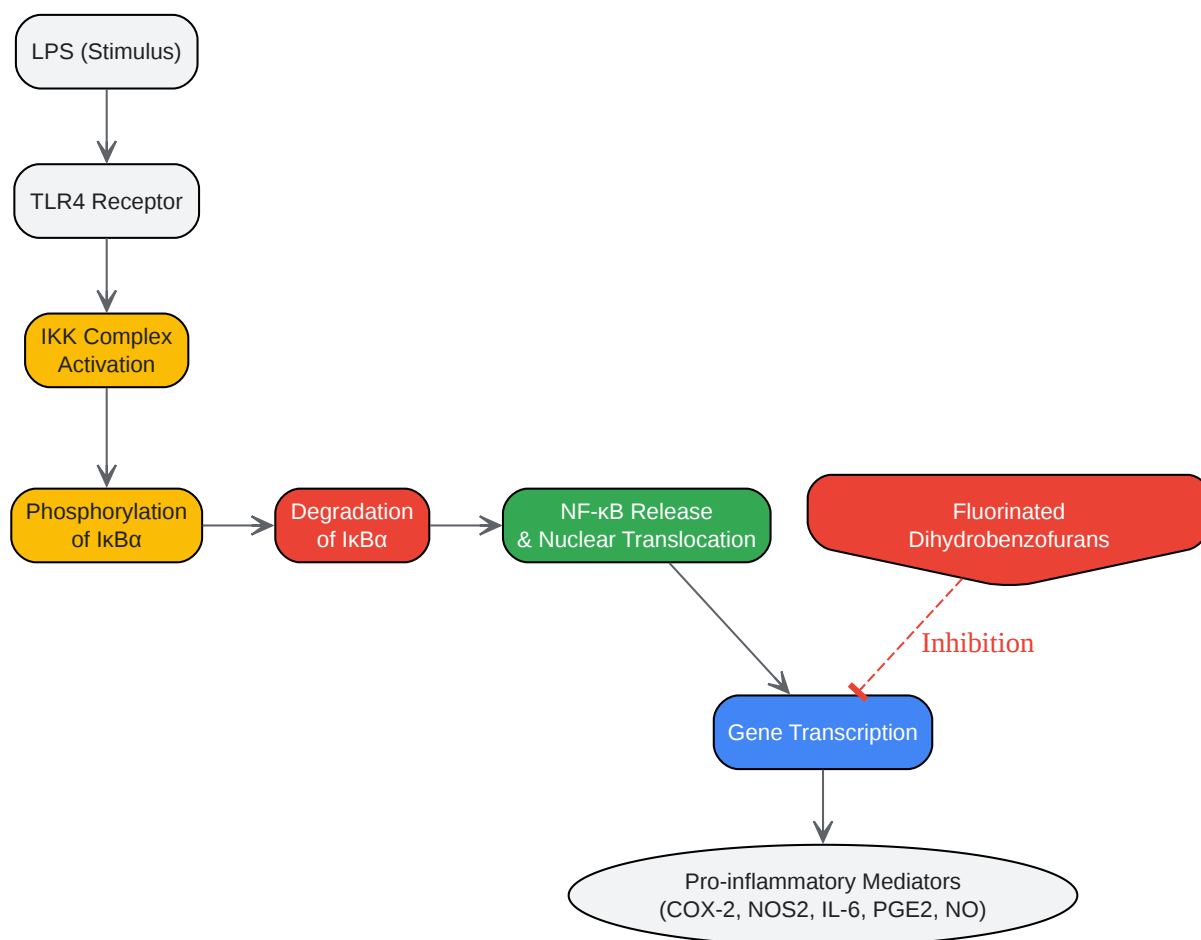 LPS (Stimulus)
TLR4 Receptor
IKK Complex
Activation
Phosphorylation
of IκBα
Degradation
of IκBα
NF-κB Release
& Nuclear Translocation
Fluorinated
Dihydrobenzofurans
Inhibition
Gene Transcription
Pro-inflammatory Mediators
(COX-2, NOS2, IL-6, PGE2, NO)